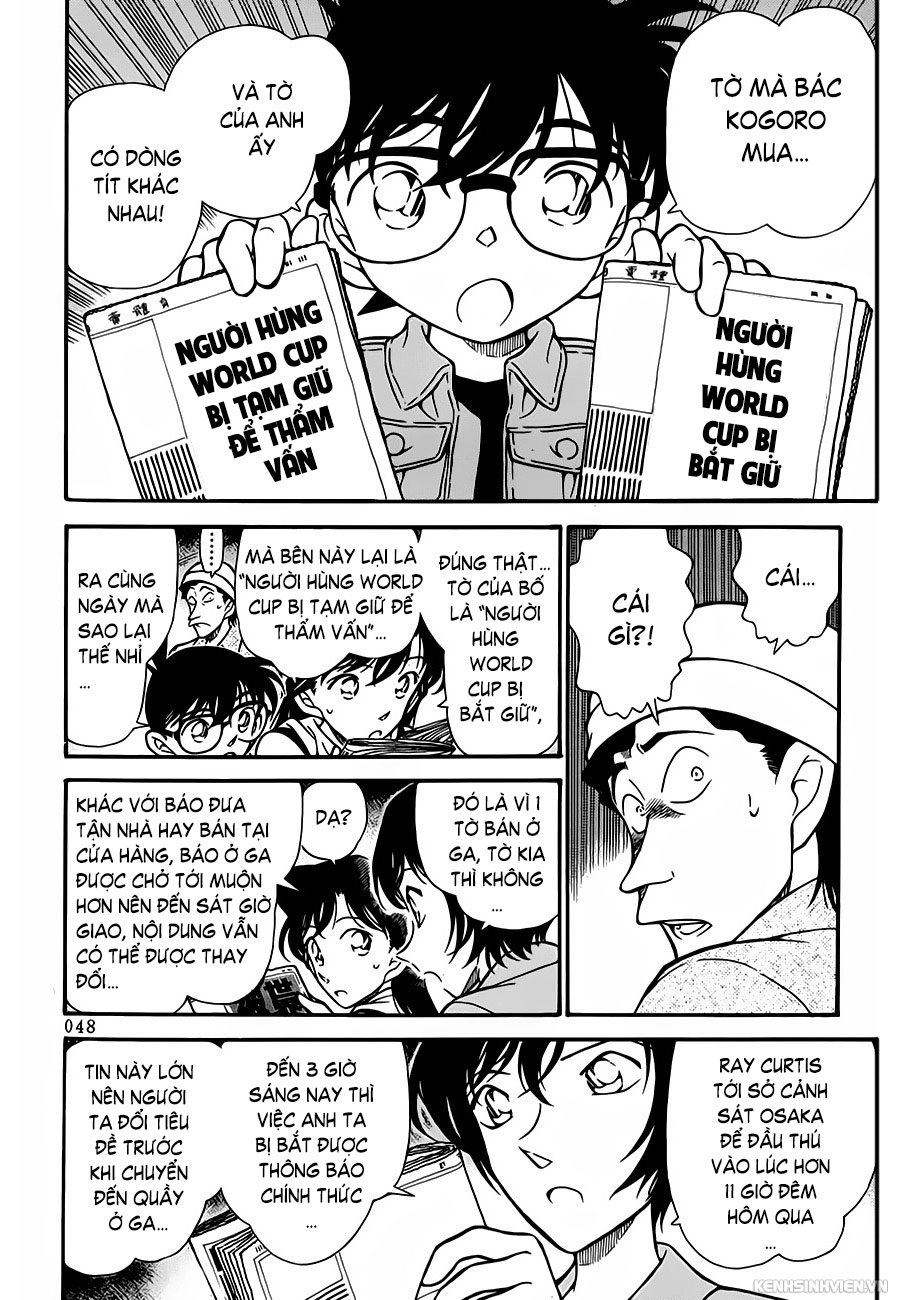 TỜ MÀ BÁC
KOGORO
MUA...
VÀ TỜ
CỦA ANH
ẤY
CÓ DÒNG
TÍT KHÁC
NHAU!
NGƯỜI
HÙNG
WORLD
CUP BỊ
BẮT GIỮ
NGƯỜI HÙNG
WORLD CUP
BỊ TẠM GIỮ
ĐỂ THẨM
VẤN
CÁI...
CÁI
GÌ?!
ĐÚNG THẬT...
TỜ CỦA BỐ
LÀ "NGƯỜI
HÙNG
WORLD
CUP BỊ
BẮT GIỮ",
MÀ BÊN NÀY LẠI LÀ
"NGƯỜI HÙNG WORLD
CUP BỊ TẠM GIỮ ĐỂ
THẨM VẤN"...
......
RA CÙNG
NGÀY MÀ
SAO LẠI
THẾ NHỈ
...
ĐÓ LÀ VÌ 1
TỜ BÁN Ở
GA, TỜ KIA
THÌ KHÔNG
...
DẠ?
世
KHÁC VỚI BÁO ĐƯA
TẬN NHÀ HAY BÁN TẠI
CỬA HÀNG, BÁO Ở GA
ĐƯỢC CHỞ TỚI MUỘN
HƠN NÊN ĐẾN SÁT GIỜ
GIAO, NỘI DUNG VẪN
CÓ THỂ ĐƯỢC THAY
ĐỔI...
048
RAY CURTIS
TỚI SỞ CẢNH
SÁT OSAKA
ĐỂ ĐẦU THÚ
VÀO LÚC HƠN
11 GIỜ ĐÊM
HÔM QUA
...
ĐẾN 3 GIỜ
SÁNG NAY THÌ
VIỆC ANH TA
BỊ BẮT ĐƯỢC
THÔNG BÁO
CHÍNH THỨC
...
TIN NÀY LỚN
NÊN NGƯỜI
TA ĐỔI TIÊU
ĐỀ TRƯỚC
KHI CHUYỂN
ĐẾN QUẦY
Ở GA...
KENHSINHVIEN.VN